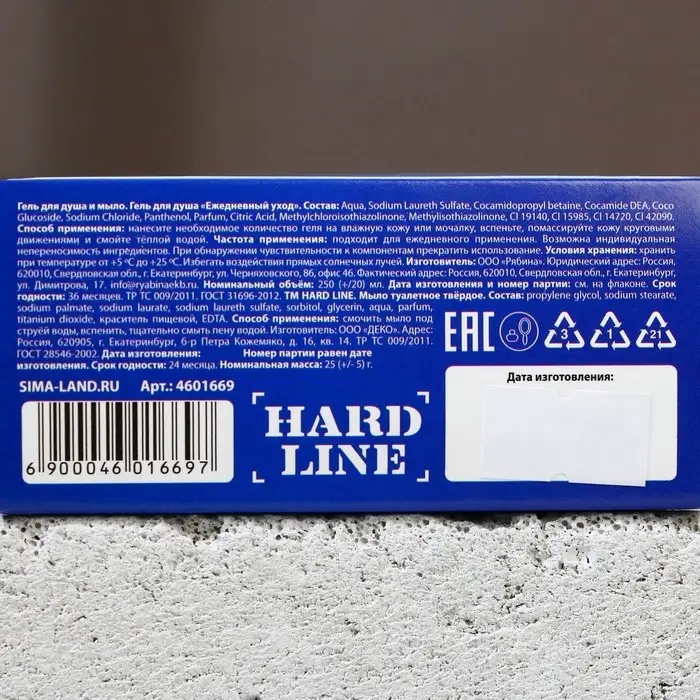 Гель для душа и мыло. Гель для душа «Ежедневный уход». Состав: Aqua, Sodium Laureth Sulfate, Cocamidopropyl betaine, Cocamide DEA, Coco
Glucoside, Sodium Chloride, Panthenol, Parfum, Citric Acid, Methylchloroisothiazolinone, Methylisothiazolinone, Cl 19140, Cl 15985, Cl 14720, Cl 42090.
Способ применения: нанесите необходимое количество геля на влажную кожу или мочалку, вспеньте, помассируйте кожу круговыми
движениями и смойте тёплой водой. Частота применения: подходит для ежедневного применения. Возможна индивидуальная
непереносимость ингредиентов. При обнаружении чувствительности к компонентам прекратить использование. Условия хранения: хранить
при температуре от +5 °С до +25 °С. Избегать воздействия прямых солнечных лучей. Изготовитель: ООО «Рябина». Юридический адрес: Россия,
620010, Свердловская обл., г. Екатеринбург, ул. Черняховского, 86, офис 46. Фактический адрес: Россия, 620010, Свердловская обл., г. Екатеринбург,
ул. Димитрова, 17. info@ryabinaekb.ru. Номинальный объём: 250 (+/20) мл. Дата изготовления и номер партии: см. на флаконе. Срок
годности: 36 месяцев. ТР ТС 009/2011. ГОСТ 31696-2012. TM HARD LINE. Мыло туалетное твёрдое. Состав: propylene glycol, sodium stearate,
sodium palmate, sodium laurate, sodium laureth sulfate, sorbitol, glycerin, aqua, parfum,
titanium dioxide, краситель пищевой, EDTA. Способ применения: смочить мыло под
струёй воды, вспенить, тщательно смыть пену водой. Изготовитель: ООО «ДЕКО». Адрес:
Россия, 620905, г. Екатеринбург, 6-р Петра Кожемяко, д. 16, кв. 14. ТР ТС 009/2011.
ГОСТ 28546-2002. Дата изготовления: Номер партии равен дате
изготовления. Срок годности: 24 месяца. Номинальная масса: 25 (+/- 5) г.
SIMA-LAND.RU Арт.: 4601669
EAC 3 41 21
6 900046 016697
HARD
LINE
Дата изготовления: